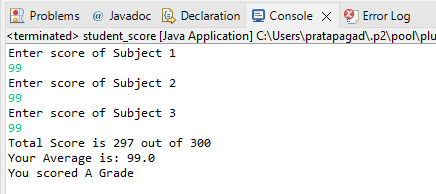 Problems Javadoc Declaration Console Error Log
<terminated> student_score [Java Application] C:\Users\pratapagad\.p2\pool\plu
Enter score of Subject 1
99
Enter score of Subject 2
99
Enter score of Subject 3
99
Total Score is 297 out of 300
Your Average is: 99.0
You scored A Grade